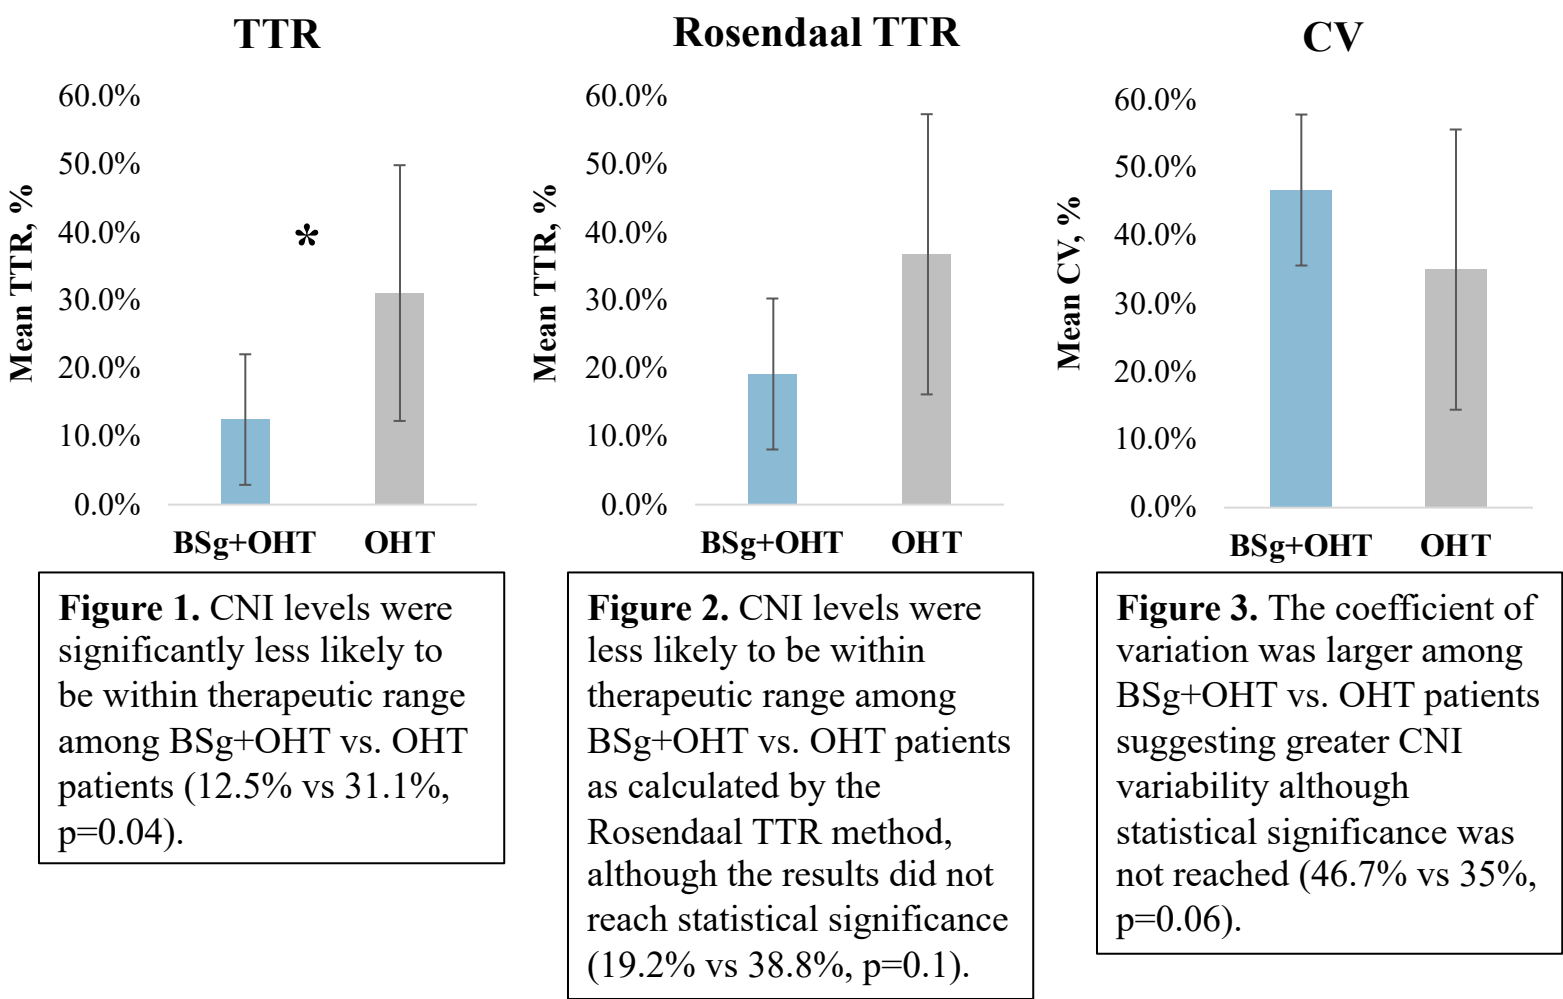 TTR
Mean TTR, %
60.0%
50.0%
40.0%
30.0%
20.0%
10.0%
0.0%
*
BSg+OHT OHT
Figure 1. CNI levels were
significantly less likely to
be within therapeutic range
among BSg+OHT vs. OHT
patients (12.5% vs 31.1%,
p=0.04).
Rosendaal TTR
Mean TTR, %
60.0%
50.0%
40.0%
30.0%
20.0%
10.0%
0.0%
BSg+OHT OHT
Figure 2. CNI levels were
less likely to be within
therapeutic range among
BSg+OHT vs. OHT patients
as calculated by the
Rosendaal TTR method,
although the results did not
reach statistical significance
(19.2% vs 38.8%, p=0.1).
CV
Mean CV, %
60.0%
50.0%
40.0%
30.0%
20.0%
10.0%
0.0%
BSg+OHT OHT
Figure 3. The coefficient of
variation was larger among
BSg+OHT vs. OHT patients
suggesting greater CNI
variability although
statistical significance was
not reached (46.7% vs 35%,
p=0.06).